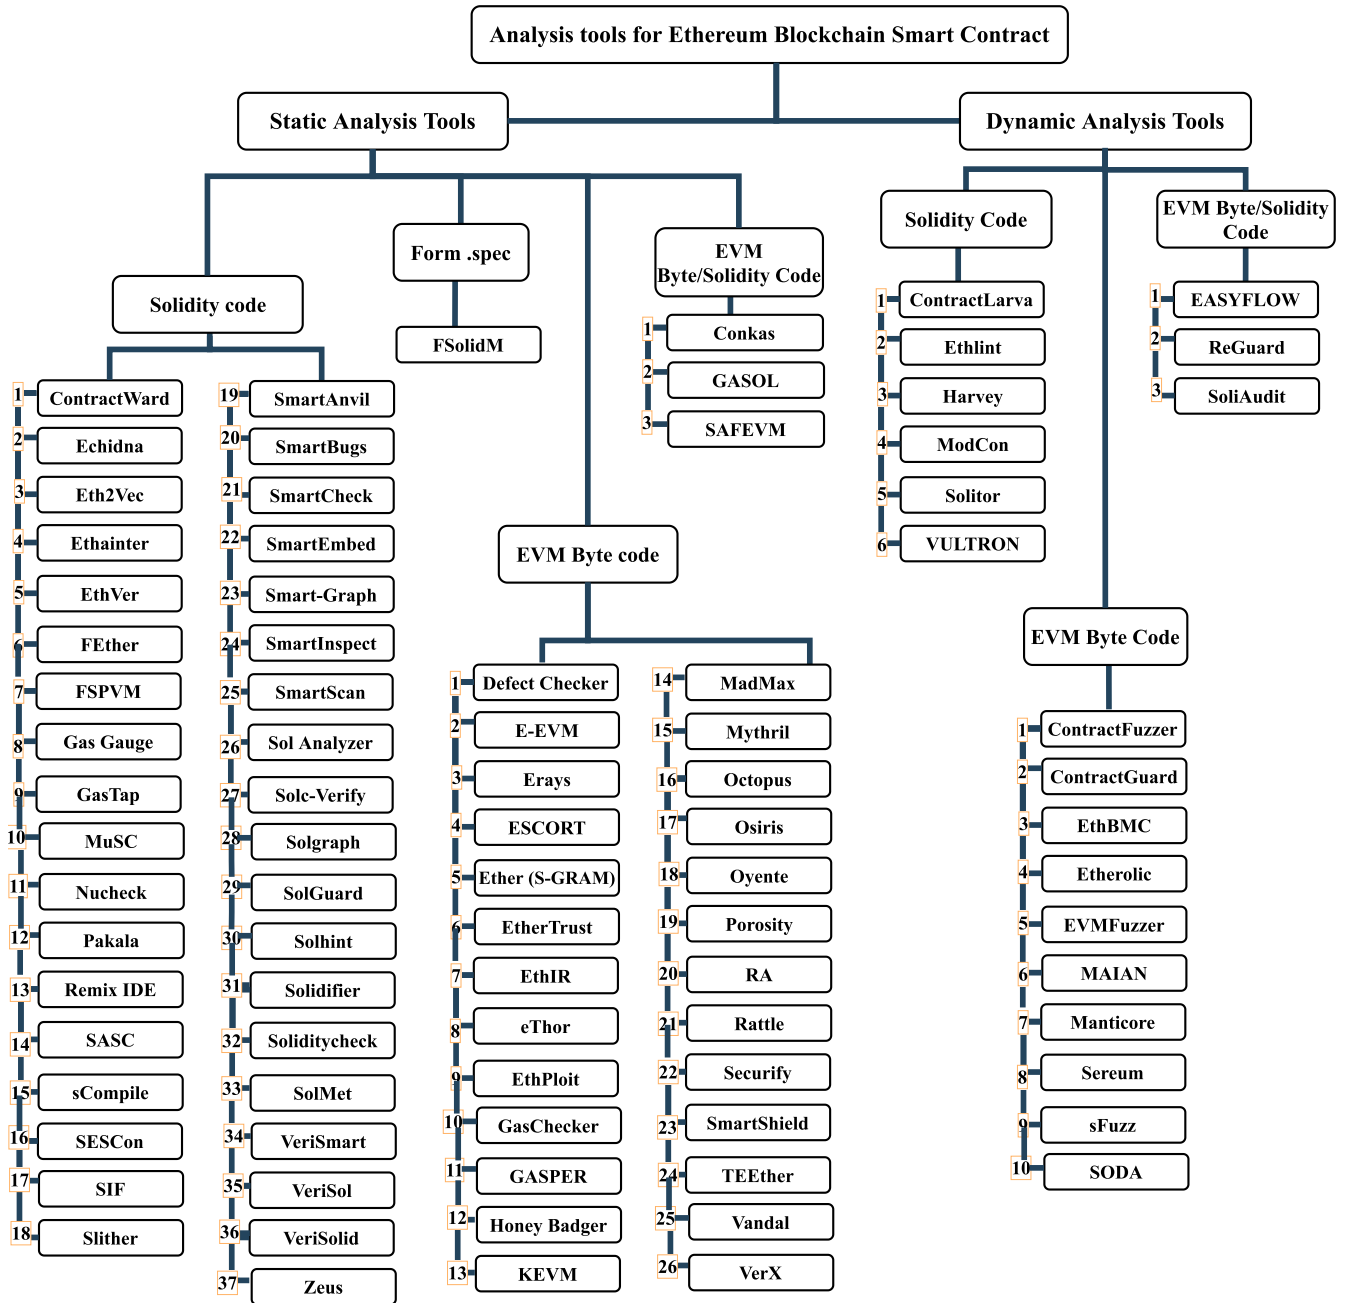 Analysis tools for Ethereum Blockchain Smart Contract
Static Analysis Tools
Dynamic Analysis Tools
Solidity code
1 ContractWard
2 Echidna
3 Eth2Vec
4 Ethainter
5 EthVer
6 FEther
7 FSPVM
8 Gas Gauge
9 GasTap
10 MuSC
11 Nucheck
12 Pakala
13 Remix IDE
14 SASC
15 sCompile
16 SESCon
17 SIF
18 Slither
19 SmartAnvil
20 SmartBugs
21 SmartCheck
22 SmartEmbed
23 Smart-Graph
24 SmartInspect
25 SmartScan
26 Sol Analyzer
27 Solc-Verify
28 Solgraph
29 SolGuard
30 Solhint
31 Solidifier
32 Soliditycheck
33 SolMet
34 VeriSmart
35 VeriSol
36 VeriSolid
37 Zeus
Form .spec
FSolidM
EVM Byte code
1 Defect Checker
2 E-EVM
3 Erays
4 ESCORT
5 Ether (S-GRAM)
6 EtherTrust
7 EthIR
8 eThor
9 EthPloit
10 GasChecker
11 GASPER
12 Honey Badger
13 KEVM
14 MadMax
15 Mythril
16 Octopus
17 Osiris
18 Oyente
19 Porosity
20 RA
21 Rattle
22 Securify
23 SmartShield
24 TEEther
25 Vandal
26 VerX
EVM
Byte/Solidity Code
1 Conkas
2 GASOL
3 SAFEVM
Solidity Code
1 ContractLarva
2 Ethlint
3 Harvey
4 ModCon
5 Solitor
6 VULTRON
EVM Byte Code
1 ContractFuzzer
2 ContractGuard
3 EthBMC
4 Etherolic
5 EVMFuzzer
6 MAIAN
7 Manticore
8 Sereum
9 sFuzz
10 SODA
EVM Byte/Solidity
Code
1 EASYFLOW
2 ReGuard
3 SoliAudit